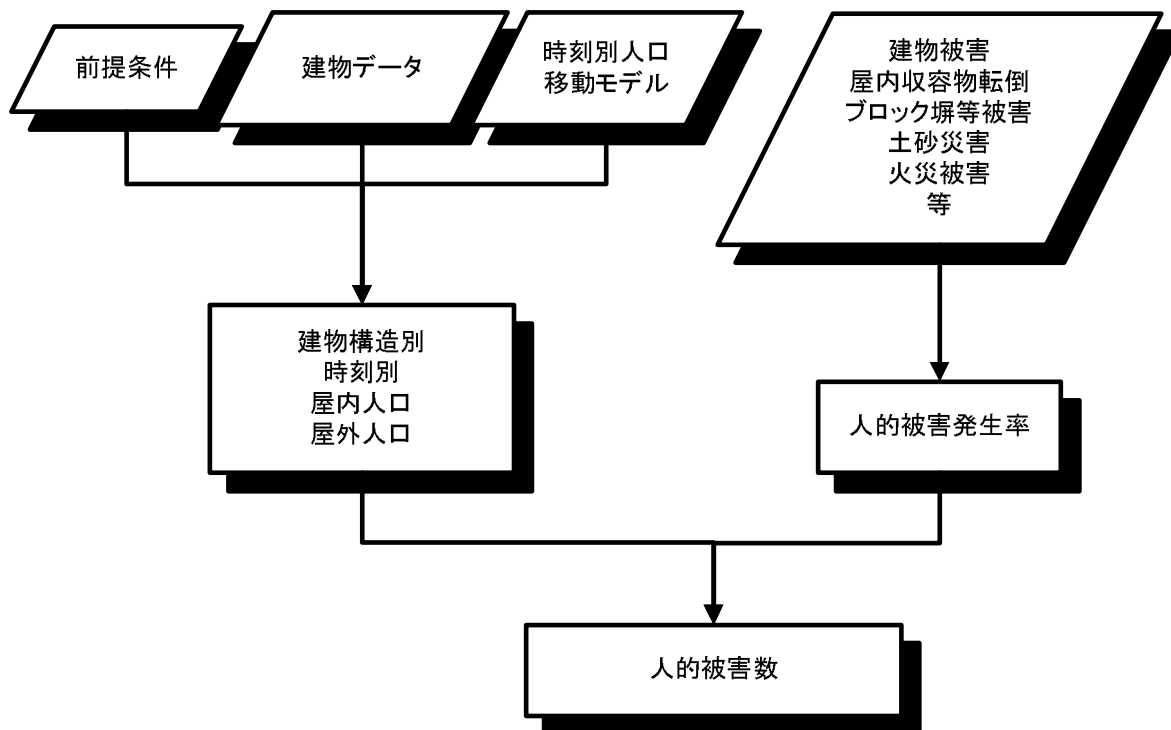 前提条件
建物データ
時刻別人口
移動モデル
建物被害
屋内収容物転倒
ブロック塀等被害
土砂災害
火災被害
等
建物構造別
時刻別
屋内人口
屋外人口
人的被害発生率
人的被害数